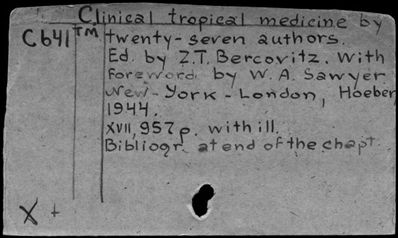 Clinical tropical medicine by
C641 TM twenty-seven authors.
Ed. by Z.T. Bercovitz. With
foreword by W.A. Sawyer
New-York-London, Hoeber,
1944.
XVII, 957 p. with ill.
Bibliogr. at end of the chapt.
X +